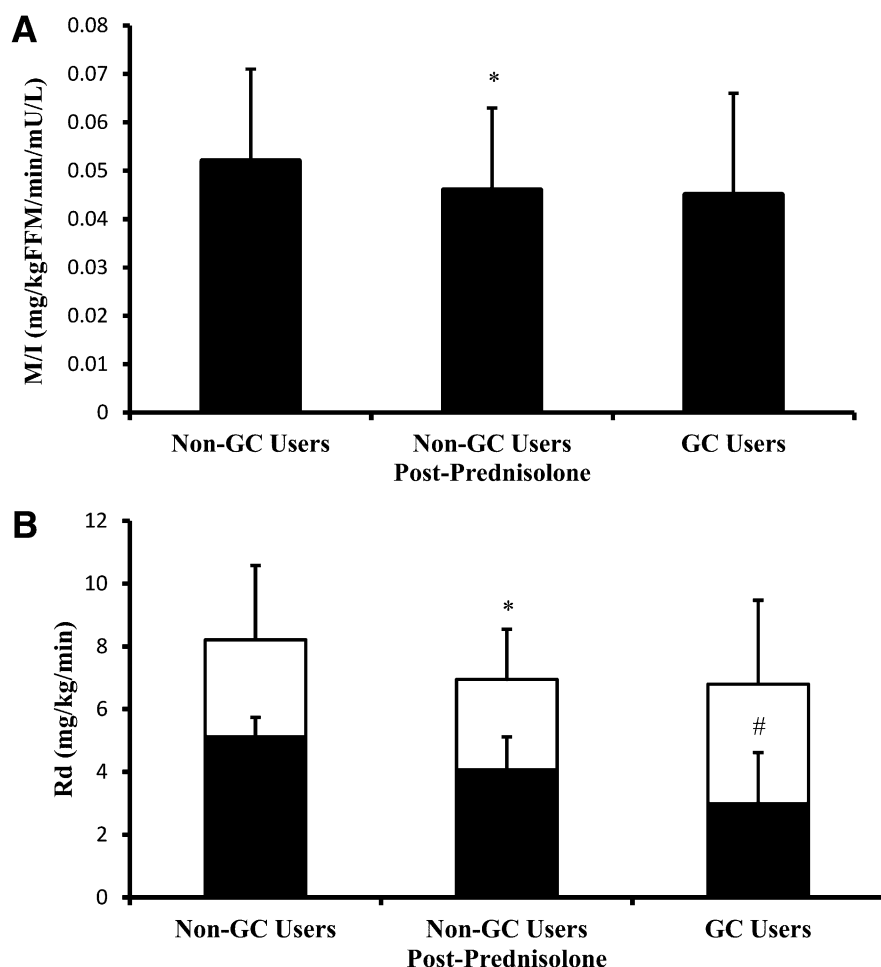 A
M/I (mg/kgFFM/min/mU/L)
0.08
0.07
0.06
0.05
0.04
0.03
0.02
0.01
0
*
Non-GC Users
Non-GC Users
Post-Prednisolone
GC Users
B
Rd (mg/kg/min)
12
10
8
6
4
2
0
*
#
Non-GC Users
Non-GC Users
Post-Prednisolone
GC Users